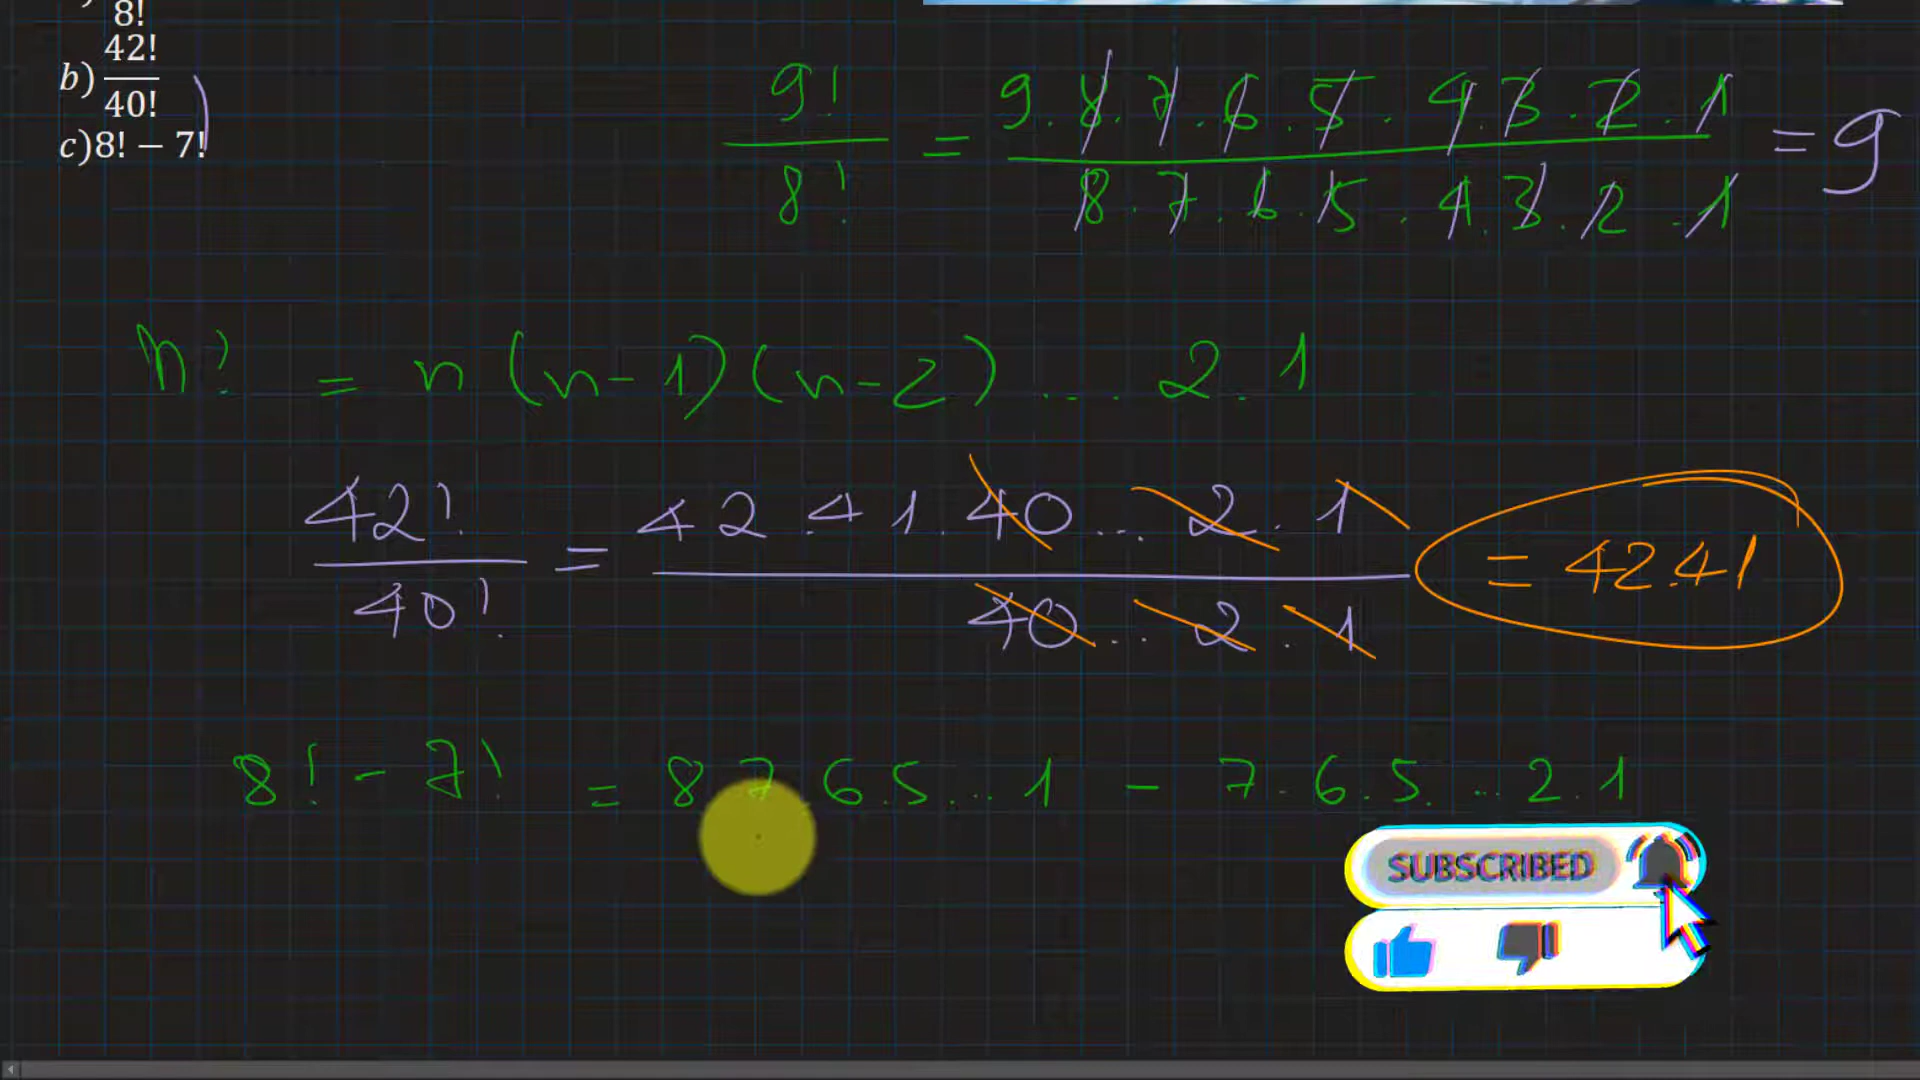 8!
b) 42!/40!
c)8! − 7!
9!/8! = 9.8.7.6.5.4.3.2.1/8.7.6.5.4.3.2.1 = 9
n! = n(n-1)(n-2)...2.1
42!/40! = 42.41.40...2.1/40...2.1 = 42.41
8! - 7! = 8.7.6.5...1 - 7.6.5...2.1
SUBSCRIBED